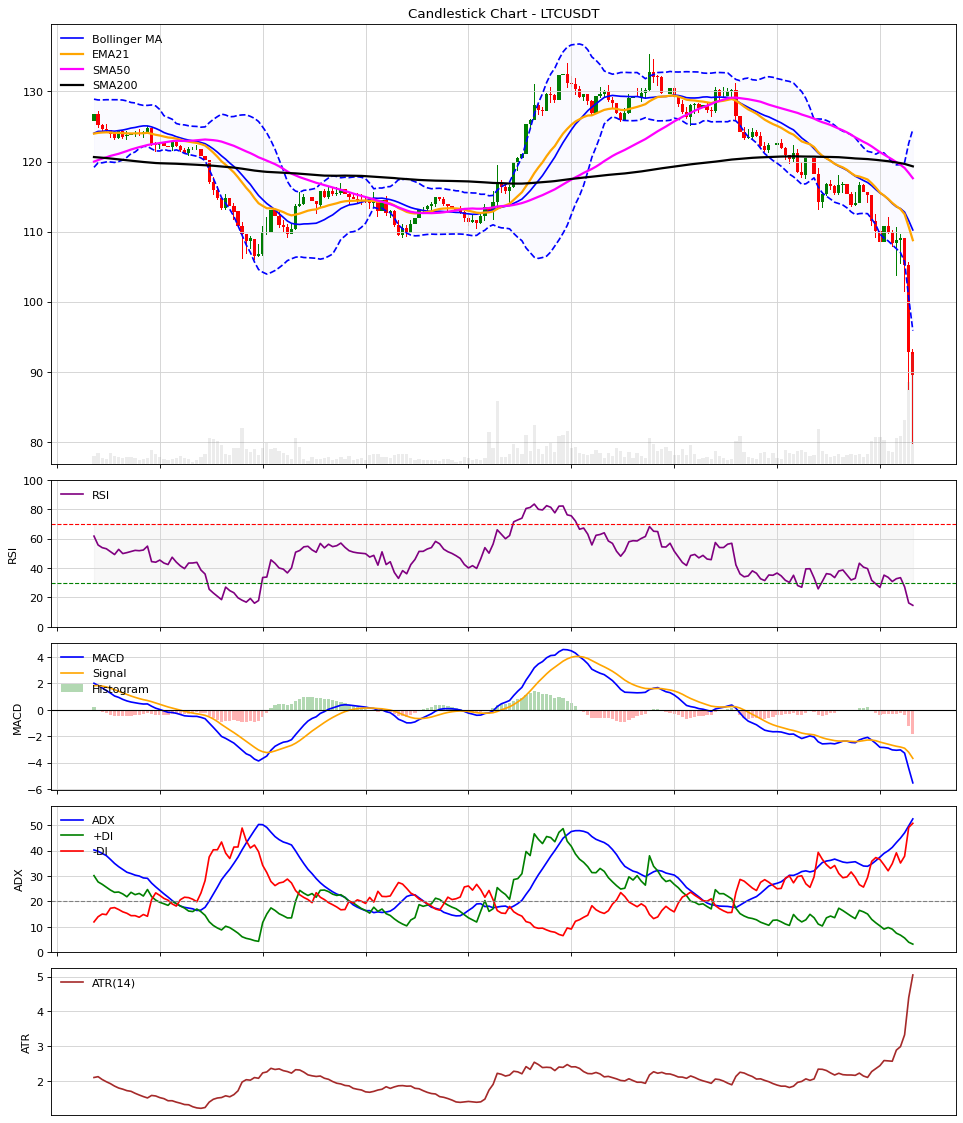 Candlestick Chart - LTCUSDT
Bollinger MA
EMA21
SMA50
SMA200
130
120
110
100
90
80
RSI
100
80
60
40
20
0
RSI
MACD
Signal
Histogram
4
2
0
−2
−4
−6
MACD
ADX
+DI
-DI
50
40
30
20
10
0
ADX
ATR(14)
5
4
3
2
ATR